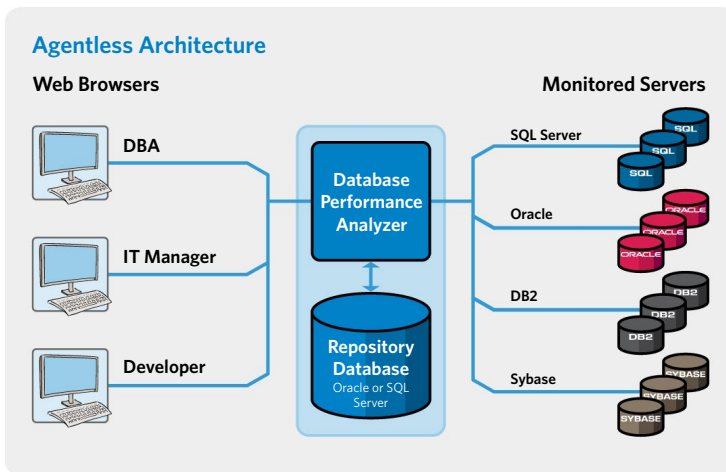 Agentless Architecture
Web Browsers
Monitored Servers
DBA
IT Manager
Developer
Database
Performance
Analyzer
Repository
Database
Oracle or SQL
Server
SQL Server
SQL
SQL
SQL
Oracle
ORACLE
ORACLE
ORACLE
DB2
DB2
DB2
DB2
Sybase
SYBASE
SYBASE
SYBASE